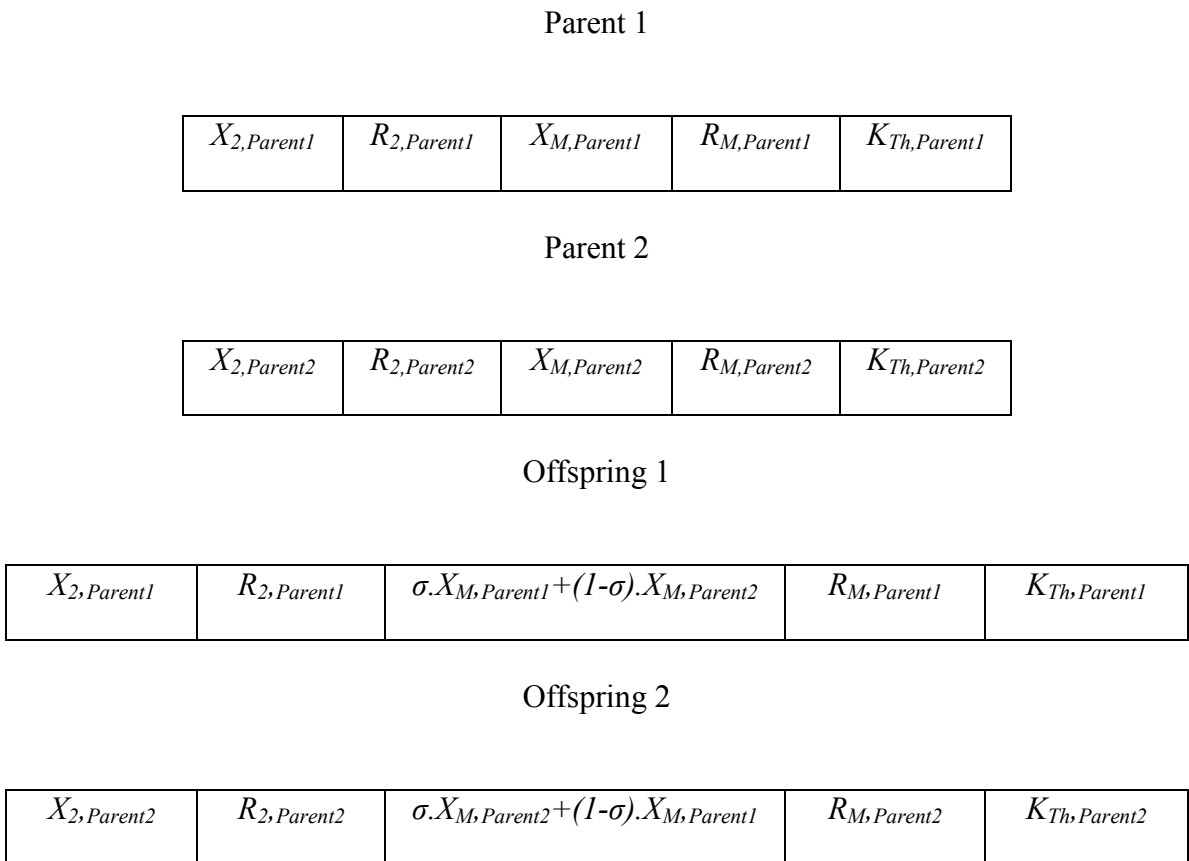 Parent 1
X2,Parent1 R2,Parent1 XM,Parent1 RM,Parent1 KTh,Parent1
Parent 2
X2,Parent2 R2,Parent2 XM,Parent2 RM,Parent2 KTh,Parent2
Offspring 1
X2,Parent1 R2,Parent1 σ.XM,Parent1+(1-σ).XM,Parent2 RM,Parent1 KTh,Parent1
Offspring 2
X2,Parent2 R2,Parent2 σ.XM,Parent2+(1-σ).XM,Parent1 RM,Parent2 KTh,Parent2